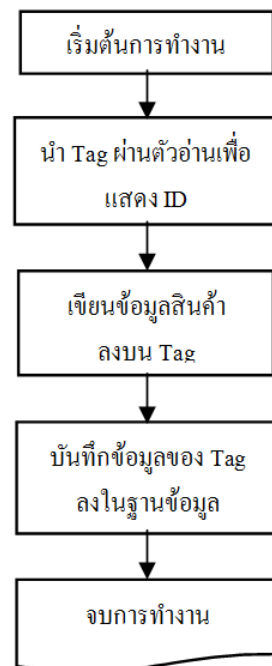 เริ่มต้นการทำงาน
นำ Tag ผ่านตัวอ่านเพื่อ
แสดง ID
เขียนข้อมูลสินค้า
ลงบน Tag
บันทึกข้อมูลของ Tag
ลงในฐานข้อมูล
จบการทำงาน